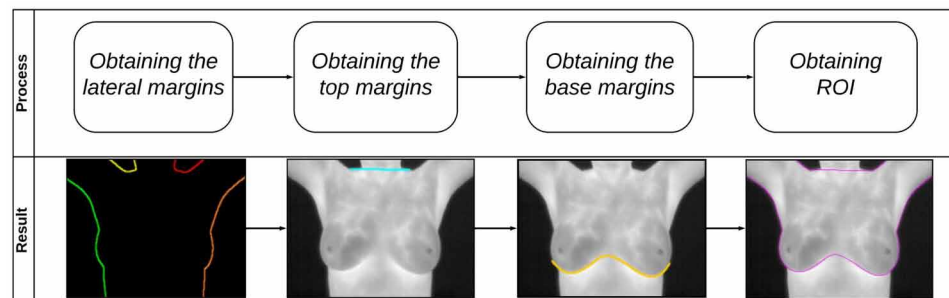 Process
Obtaining the
lateral margins
Obtaining the
top margins
Obtaining the
base margins
Obtaining
ROI
Result